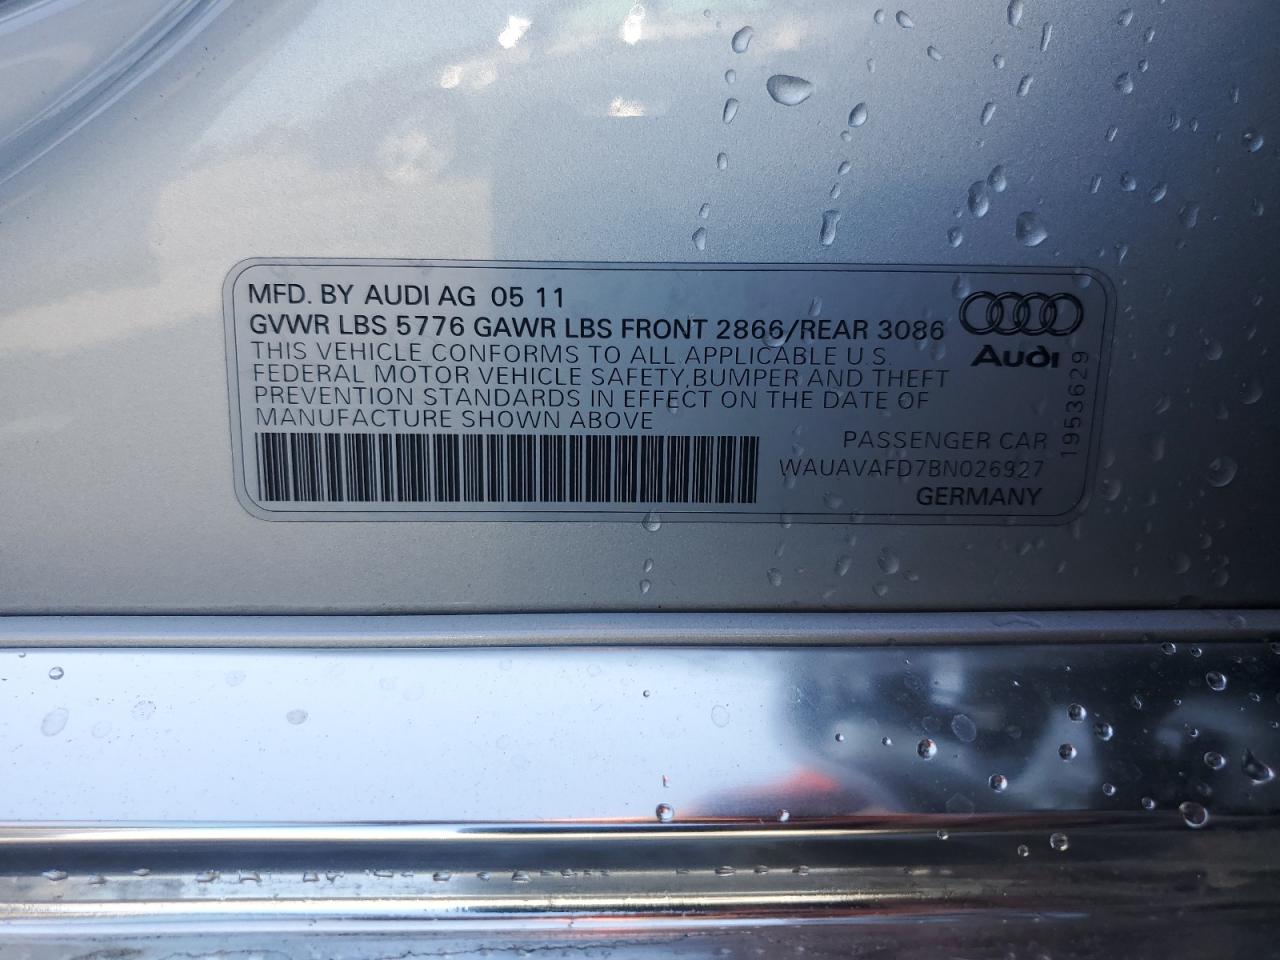 MFD. BY AUDI AG 05 11
GVWR LBS 5776 GAWR LBS FRONT 2866/REAR 3086
THIS VEHICLE CONFORMS TO ALL APPLICABLE U.S.
FEDERAL MOTOR VEHICLE SAFETY, BUMPER AND THEFT
PREVENTION STANDARDS IN EFFECT ON THE DATE OF
MANUFACTURE SHOWN ABOVE
PASSENGER CAR
WAUAVAFD7BN026927
GERMANY
Audi
1953629